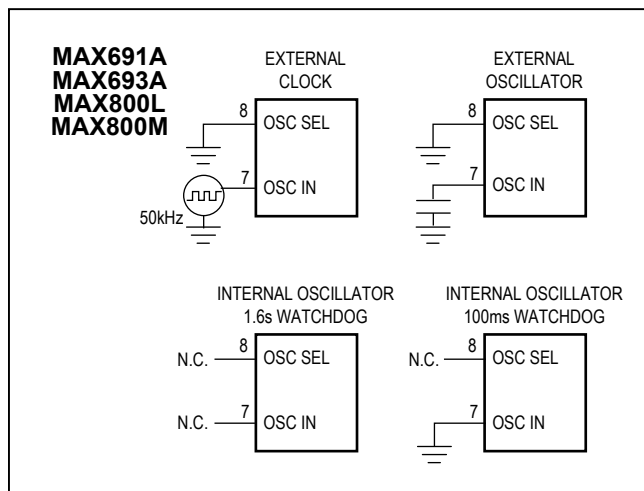 MAX691A
MAX693A
MAX800L
MAX800M
EXTERNAL
CLOCK
8
OSC SEL
7
OSC IN
50kHz
EXTERNAL
OSCILLATOR
8
OSC SEL
7
OSC IN
INTERNAL OSCILLATOR
1.6s WATCHDOG
N.C.
8
OSC SEL
N.C.
7
OSC IN
INTERNAL OSCILLATOR
100ms WATCHDOG
N.C.
8
OSC SEL
7
OSC IN